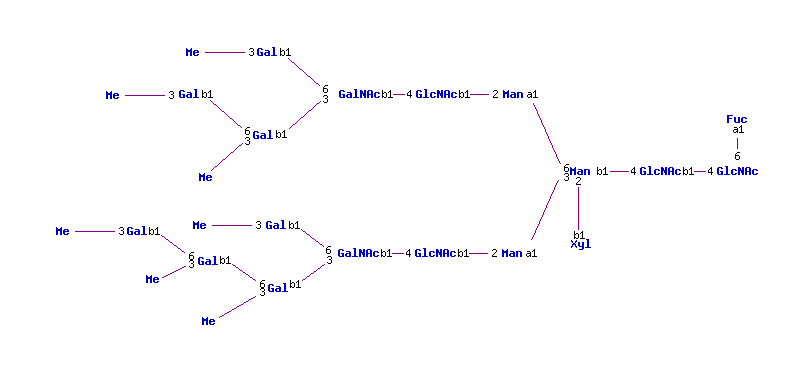 Me 3 Gal b1
Me 3 Gal b1 6 3 GalNAc b1 4 GlcNAc b1 2 Man a1
Fuc
a1
6 3 Gal b1
6
Me
6 3 Man b1 4 GlcNAc b1 4 GlcNAc
2
Me 3 Gal b1 Me 3 Gal b1
b1
Xyl
6 3 Gal b1 6 3 GalNAc b1 4 GlcNAc b1 2 Man a1
Me
6 3 Gal b1
Me